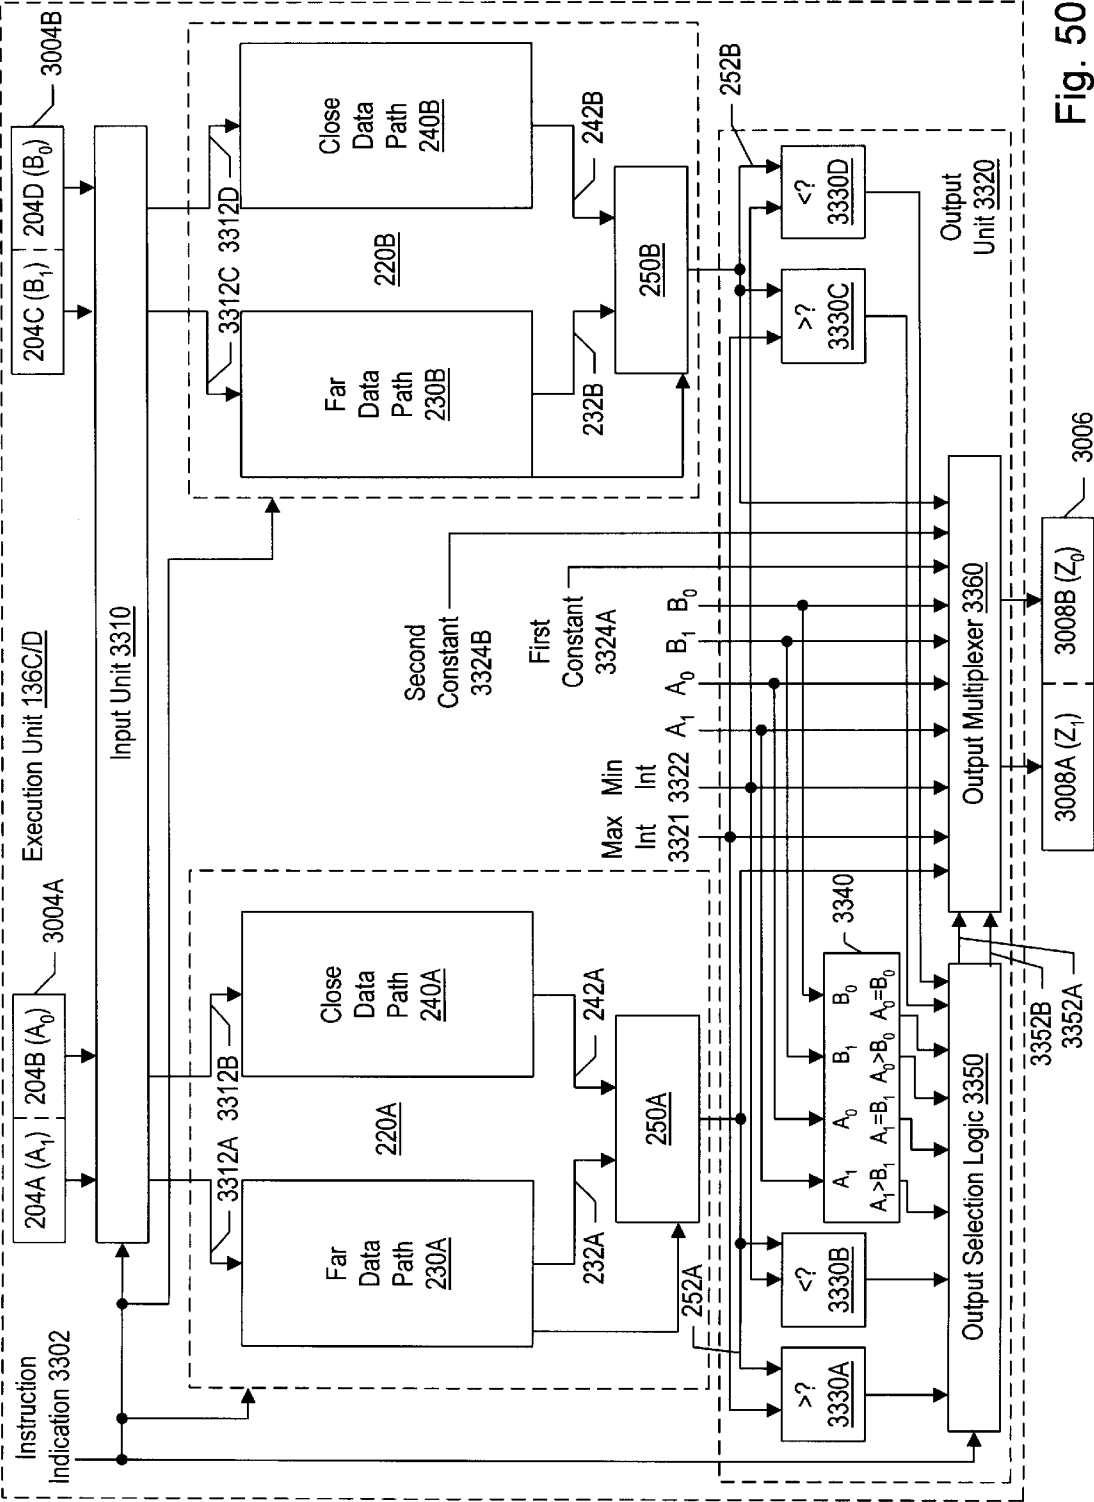 Instruction
Indication 3302
Execution Unit 136C/D
204A (A1)
204B (A0)
3004A
204C (B1)
204D (B0)
3004B
Input Unit 3310
3312A
3312B
3312C
3312D
Far
Data
Path
230A
220A
Close
Data
Path
240A
232A
242A
250A
252A
Far
Data
Path
230B
220B
Close
Data
Path
240B
232B
242B
250B
252B
Second
Constant
3324B
First
Constant
3324A
Max
Int
3321
Min
Int
3322
A1
A0
B1
B0
>?
3330A
<?
3330B
3340
A1
A0
B1
B0
A1>B1
A1=B1
A0>B0
A0=B0
>?
3330C
<?
3330D
Output
Unit 3320
Output Selection Logic 3350
3352B
3352A
Output Multiplexer 3360
3008A (Z1)
3008B (Z0)
3006
Fig. 50